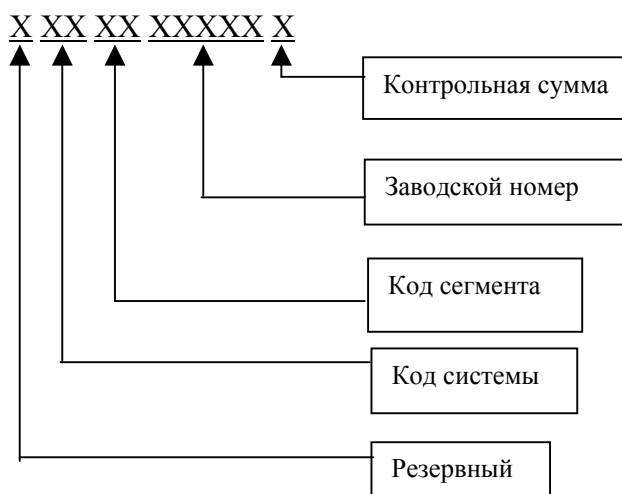 X XX XX XXXXX X
Контрольная сумма
Заводской номер
Код сегмента
Код системы
Резервный